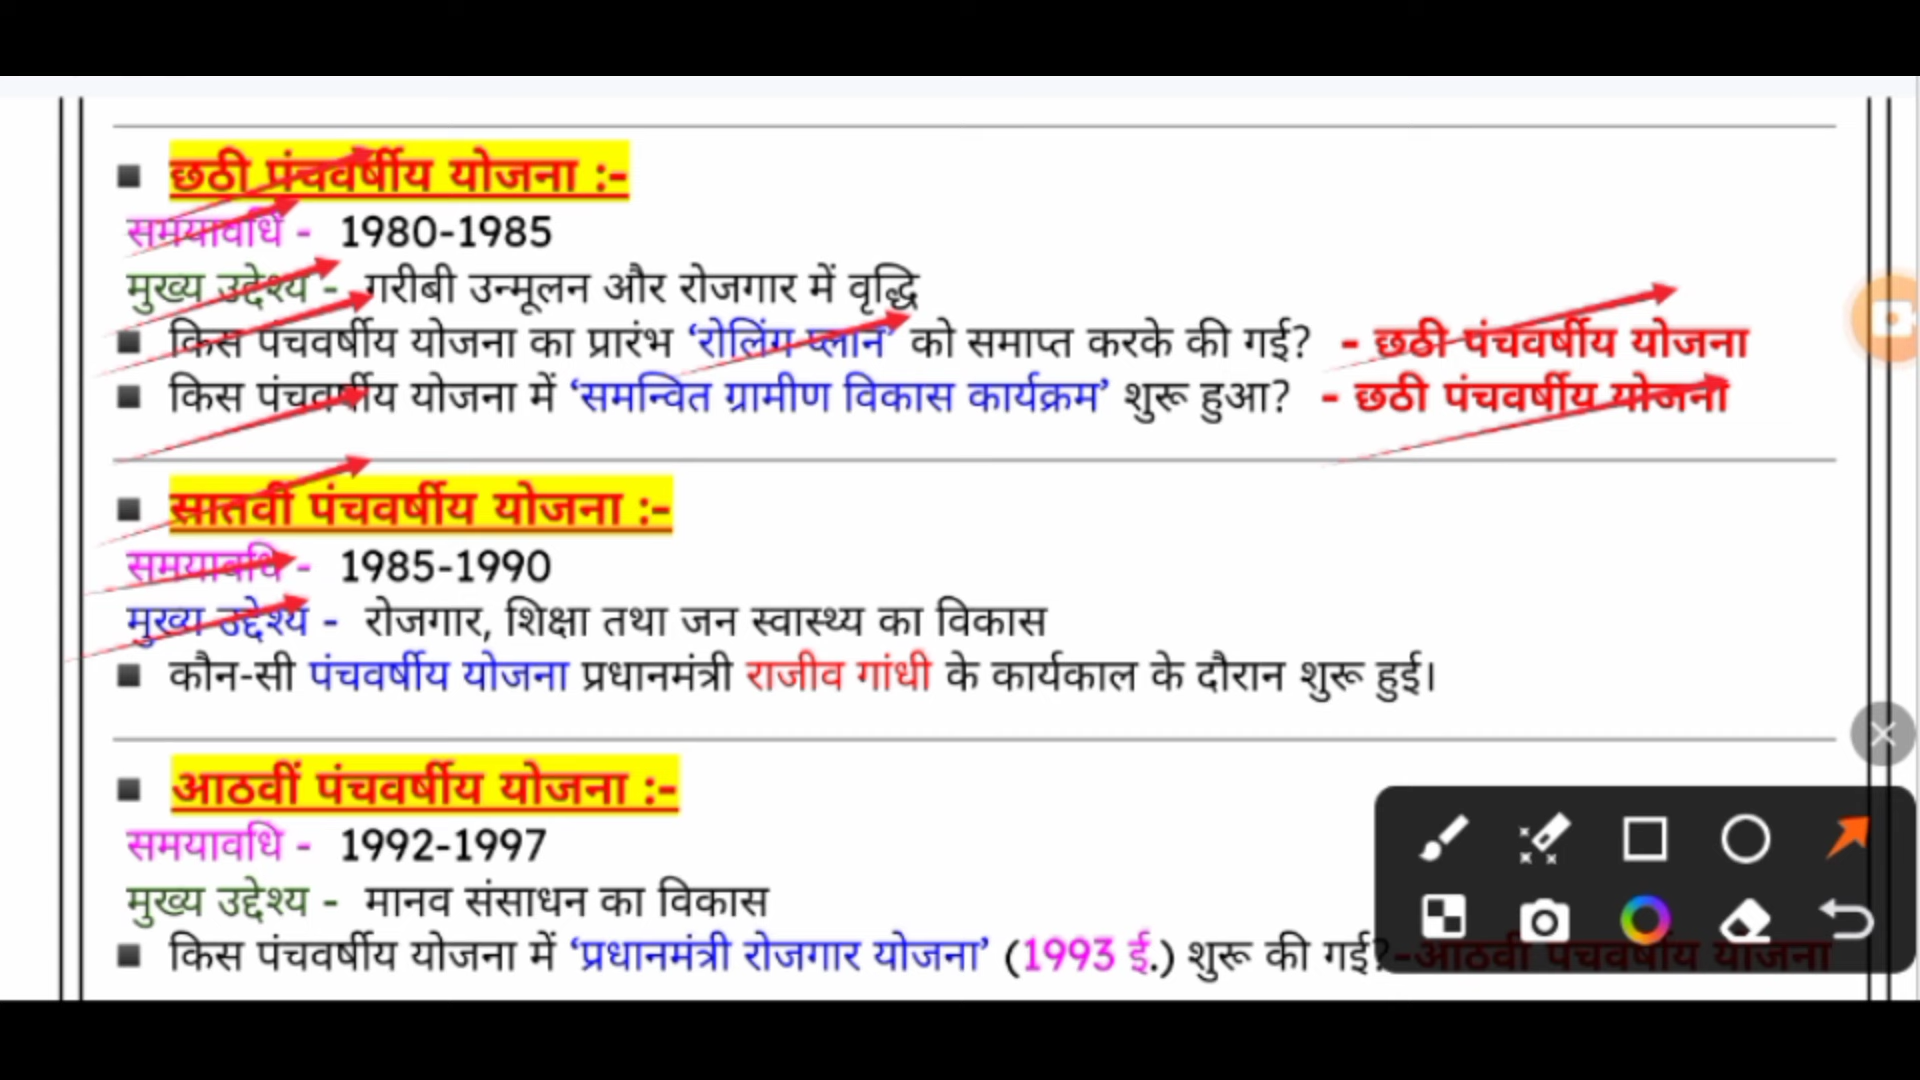 ▪ छठी पंचवर्षीय योजना :-
समयावधि - 1980-1985
मुख्य उद्देश्य - गरीबी उन्मूलन और रोजगार में वृद्धि
▪ किस पंचवर्षीय योजना का प्रारंभ ‘रोलिंग प्लान’ को समाप्त करके की गई? - छठी पंचवर्षीय योजना
▪ किस पंचवर्षीय योजना में ‘समन्वित ग्रामीण विकास कार्यक्रम’ शुरू हुआ? - छठी पंचवर्षीय योजना
▪ सातवीं पंचवर्षीय योजना :-
समयावधि - 1985-1990
मुख्य उद्देश्य - रोजगार, शिक्षा तथा जन स्वास्थ्य का विकास
▪ कौन-सी पंचवर्षीय योजना प्रधानमंत्री राजीव गांधी के कार्यकाल के दौरान शुरू हुई।
▪ आठवीं पंचवर्षीय योजना :-
समयावधि - 1992-1997
मुख्य उद्देश्य - मानव संसाधन का विकास
▪ किस पंचवर्षीय योजना में ‘प्रधानमंत्री रोजगार योजना’ (1993 ई.) शुरू की गई?-आठवीं पंचवर्षीय योजना